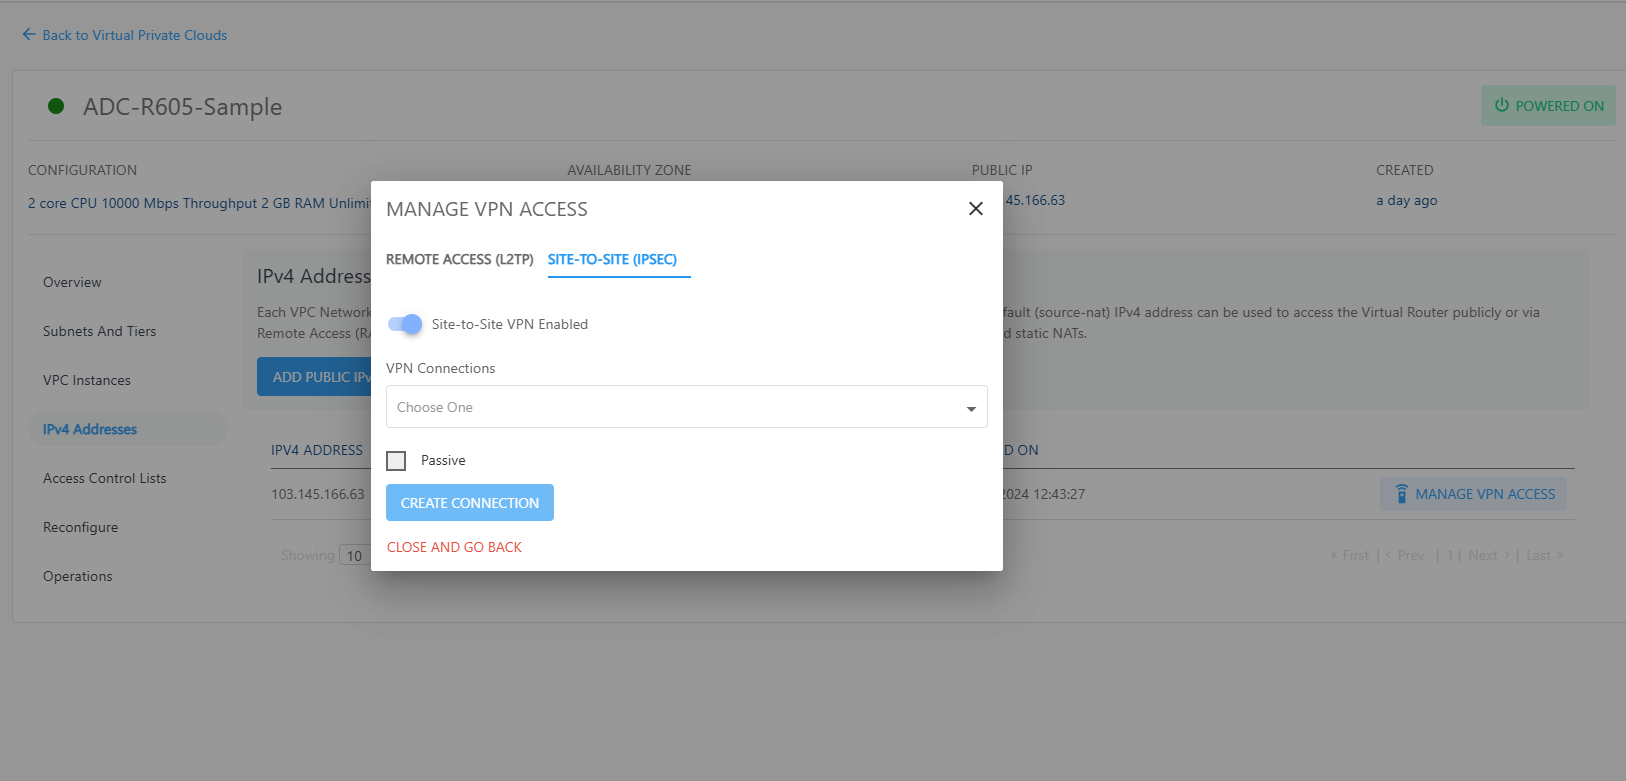 Back to Virtual Private Clouds
ADC-R605-Sample
POWERED ON
CONFIGURATION
AVAILABILITY ZONE
PUBLIC IP
CREATED
2 core CPU 10000 Mbps Throughput 2 GB RAM Unlimi
45.166.63
a day ago
MANAGE VPN ACCESS
REMOTE ACCESS (L2TP)
SITE-TO-SITE (IPSEC)
Site-to-Site VPN Enabled
VPN Connections
Choose One
Passive
CREATE CONNECTION
CLOSE AND GO BACK
Overview
Subnets And Tiers
VPC Instances
IPv4 Addresses
Access Control Lists
Reconfigure
Operations
IPv4 Address
Each VPC Network
fault (source-nat) IPv4 address can be used to access the Virtual Router publicly or via
Remote Access (RA
d static NATs.
ADD PUBLIC IPv
IPV4 ADDRESS
D ON
103.145.166.63
2024 12:43:27
MANAGE VPN ACCESS
Showing 10
« First | ‹ Prev | 1 | Next › | Last »